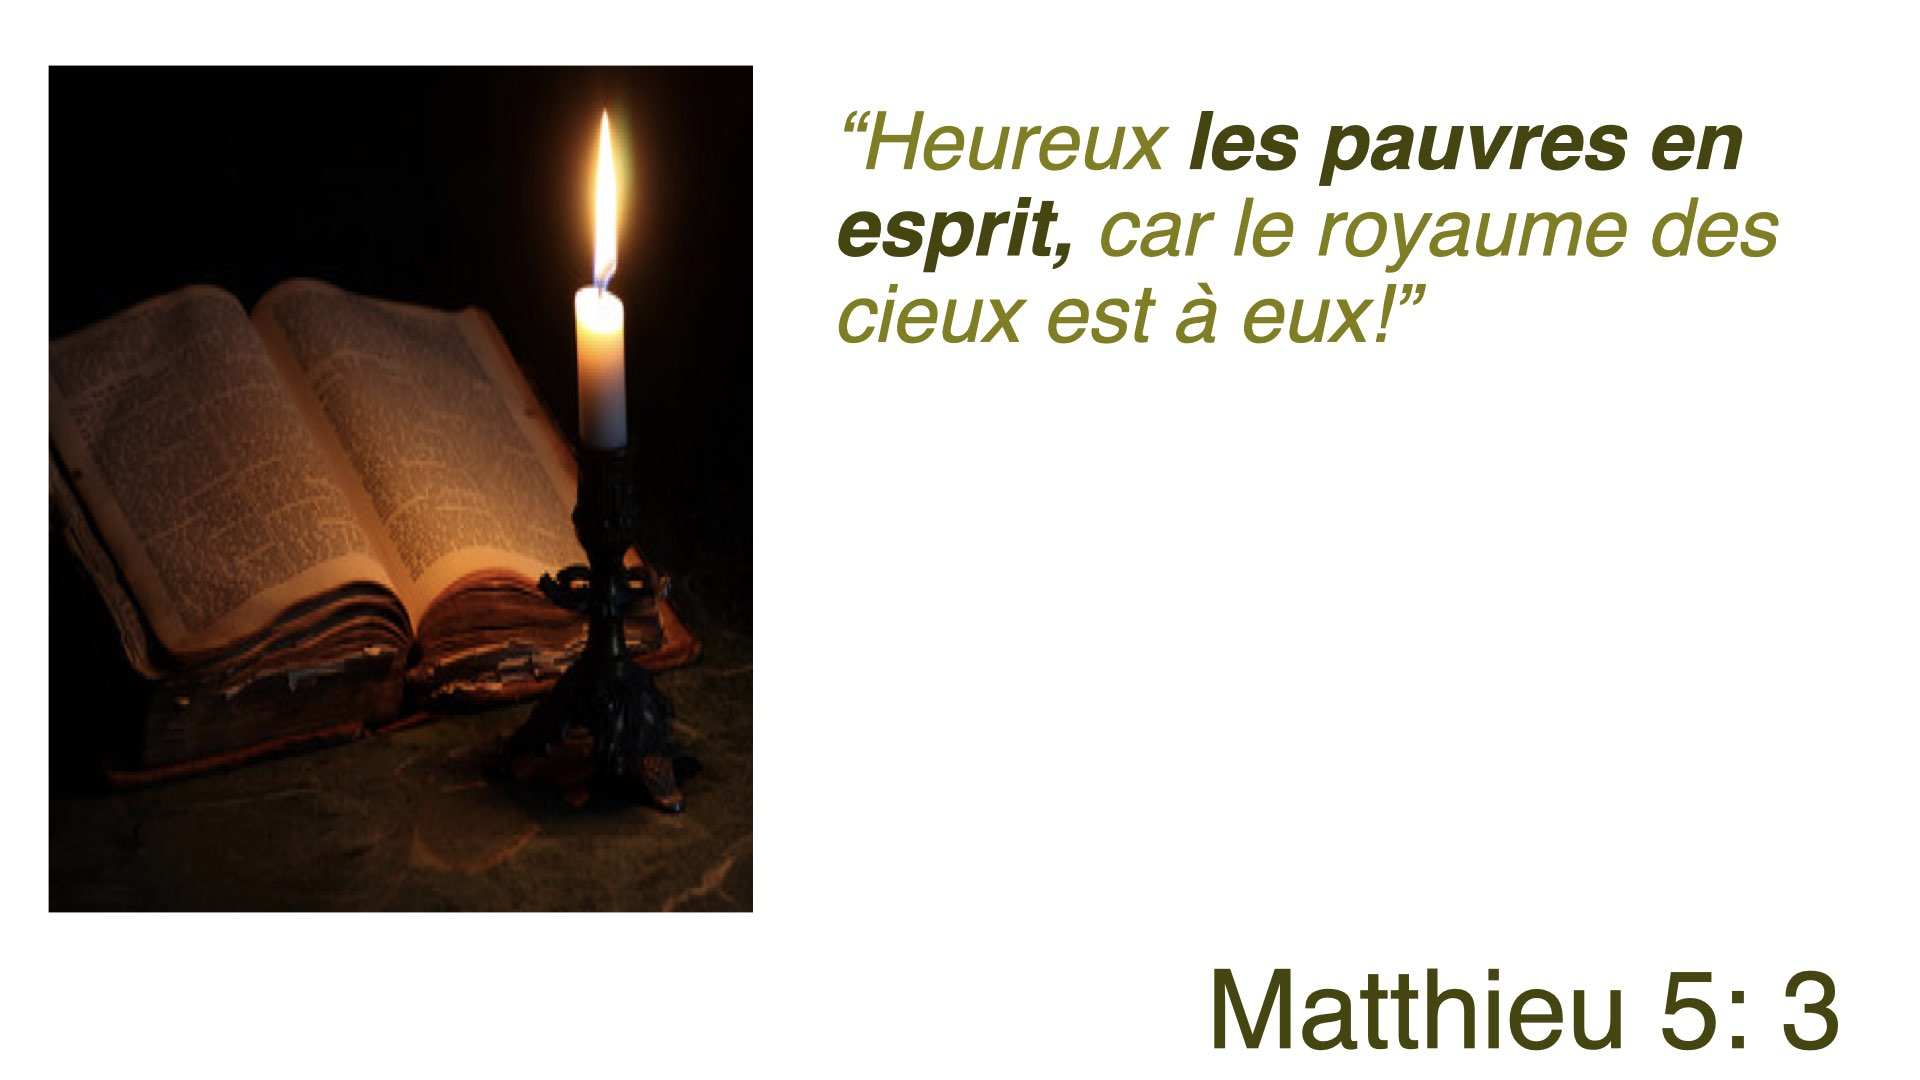 “Heureux les pauvres en
esprit, car le royaume des
cieux est à eux!”
Matthieu 5: 3